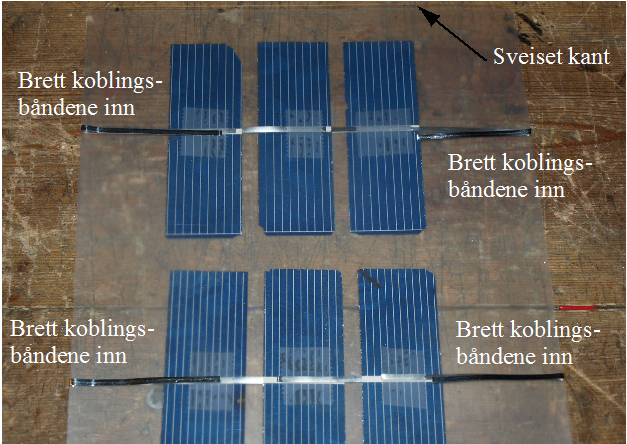 Sveiset kant
Brett koblings-
båndene inn
Brett koblings-
båndene inn
Brett koblings-
båndene inn
Brett koblings-
båndene inn